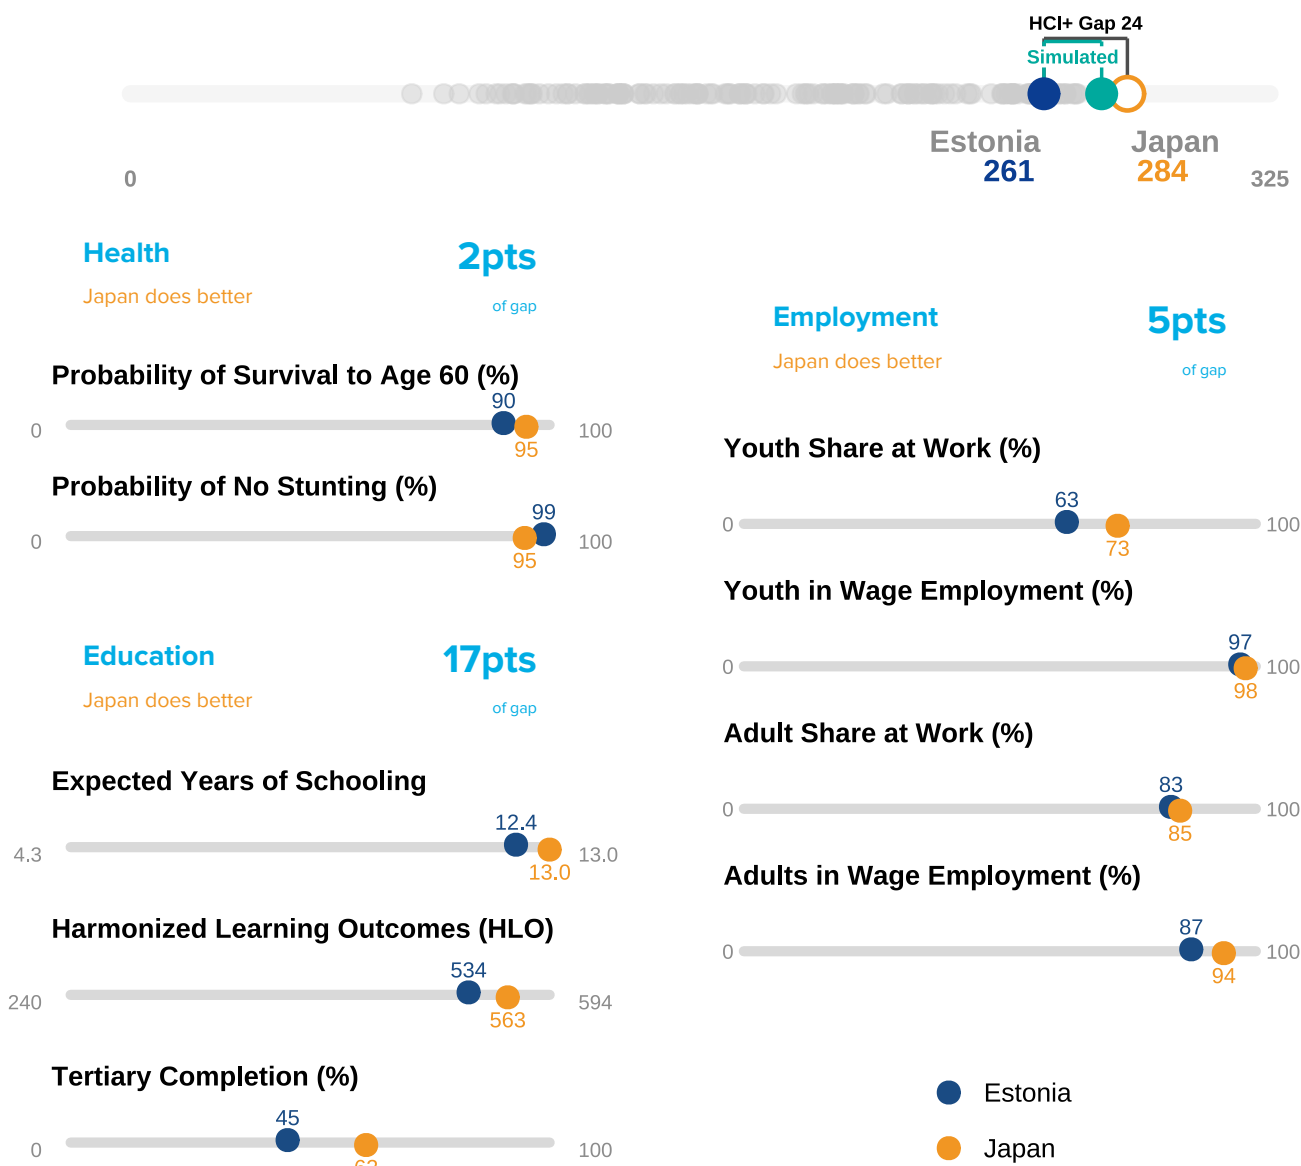 HCI+ Gap 24
Simulated
Estonia
261
Japan
284
0
325
Health
2pts
Japan does better
of gap
Probability of Survival to Age 60 (%)
90
0
100
95
Probability of No Stunting (%)
99
0
100
95
Education
17pts
Japan does better
of gap
Expected Years of Schooling
12.4
4.3
13.0
13.0
Harmonized Learning Outcomes (HLO)
534
240
594
563
Tertiary Completion (%)
45
0
100
Employment
5pts
Japan does better
of gap
Youth Share at Work (%)
63
0
100
73
Youth in Wage Employment (%)
97
0
100
98
Adult Share at Work (%)
83
0
100
85
Adults in Wage Employment (%)
87
0
100
94
Estonia
Japan